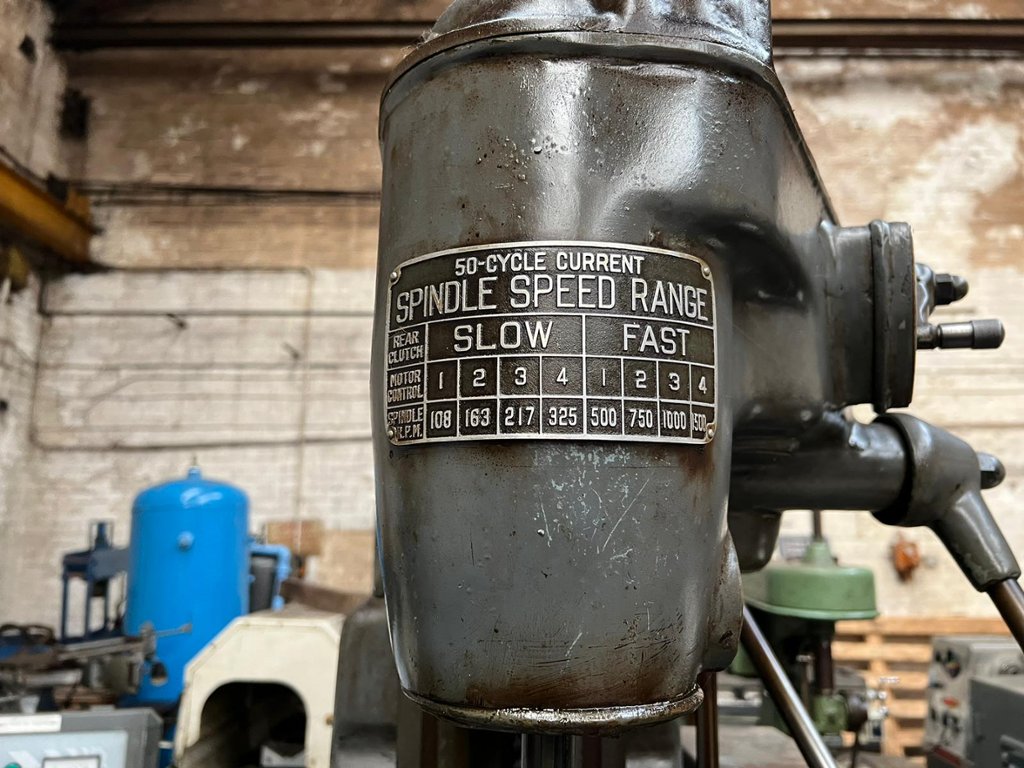 50-CYCLE CURRENT
SPINDLE SPEED RANGE
REAR CLUTCH SLOW FAST
MOTOR CONTROL 1 2 3 4 1 2 3 4
SPINDLE R.P.M. 108 163 217 325 500 750 1000 1500